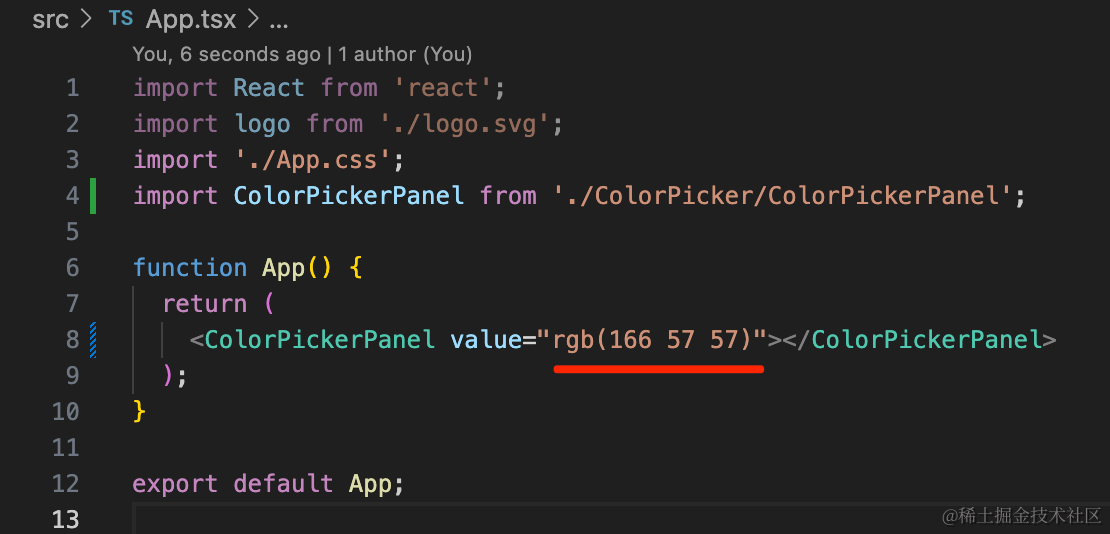 src > TS App.tsx > ...
You, 6 seconds ago | 1 author (You)
1 import React from 'react';
2 import logo from './logo.svg';
3 import './App.css';
4 import ColorPickerPanel from './ColorPicker/ColorPickerPanel';
5
6 function App() {
7   return (
8     <ColorPickerPanel value="rgb(166 57 57)"></ColorPickerPanel>
9   );
10 }
11
12 export default App;
13
@稀土掘金技术社区